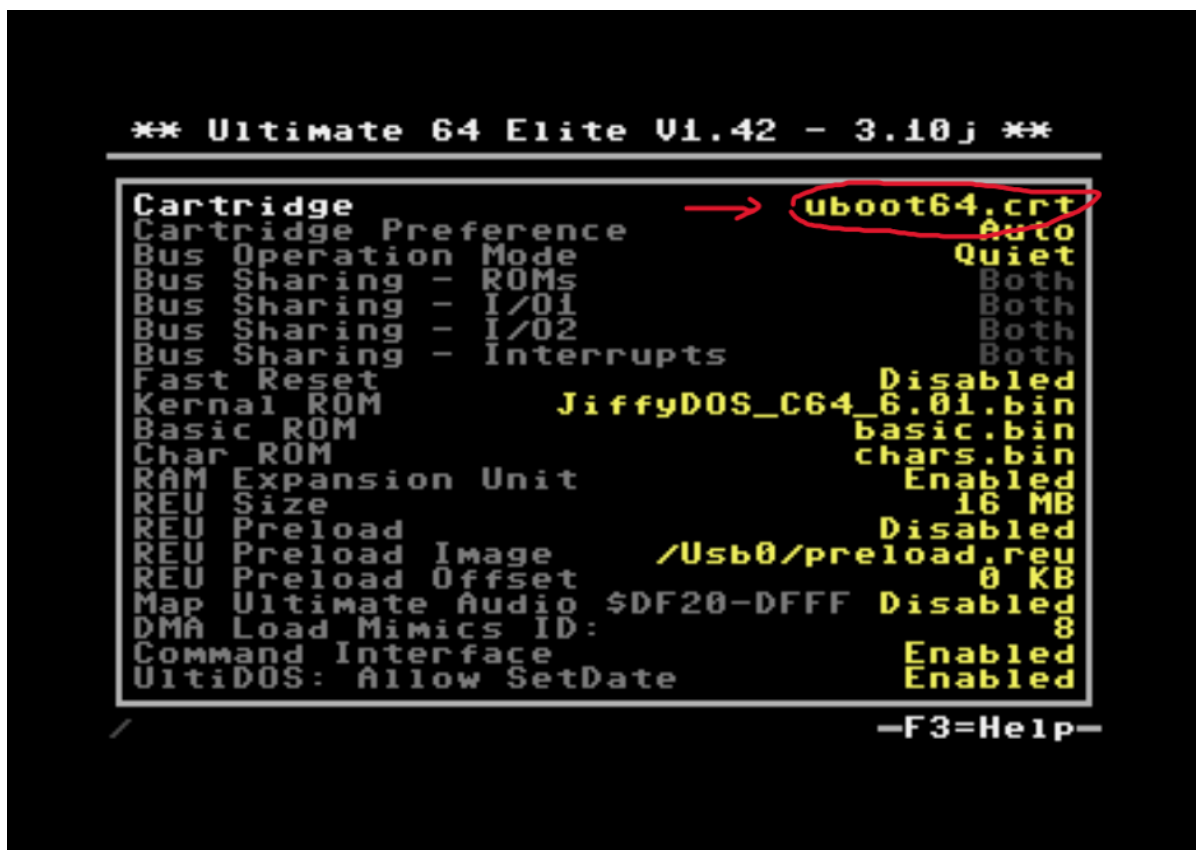 ** Ultimate 64 Elite V1.42 - 3.10j **
Cartridge uboot64.crt
Cartridge Preference Auto
Bus Operation Mode Quiet
Bus Sharing - ROMs Both
Bus Sharing - I/O1 Both
Bus Sharing - I/O2 Both
Bus Sharing - Interrupts Both
Fast Reset Disabled
Kernal ROM JiffyDOS_C64_6.01.bin
Basic ROM basic.bin
Char ROM chars.bin
RAM Expansion Unit Enabled
REU Size 16 MB
REU Preload Disabled
REU Preload Image /Usb0/preload.reu
REU Preload Offset 0 KB
Map Ultimate Audio $DF20-DFFF Disabled
DMA Load Mimics ID: 8
Command Interface Enabled
UltiDOS: Allow SetDate Enabled
/ -F3=Help-